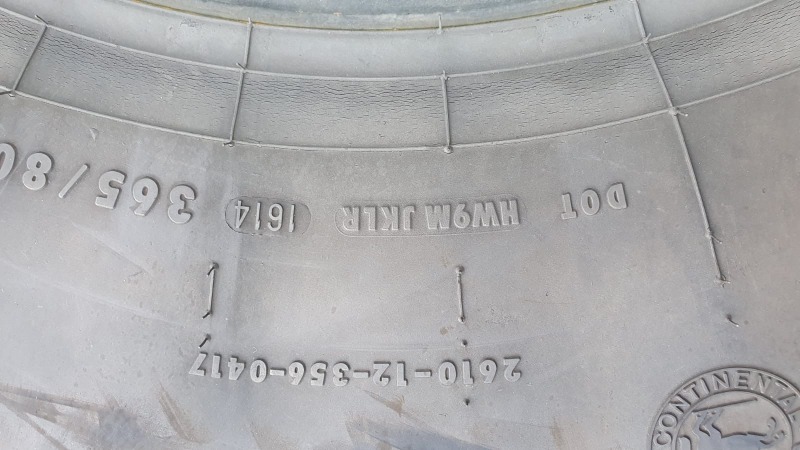 DOT HW9M JKLR 1614 365/80
2610-12-356-0417
CONTINENTAL